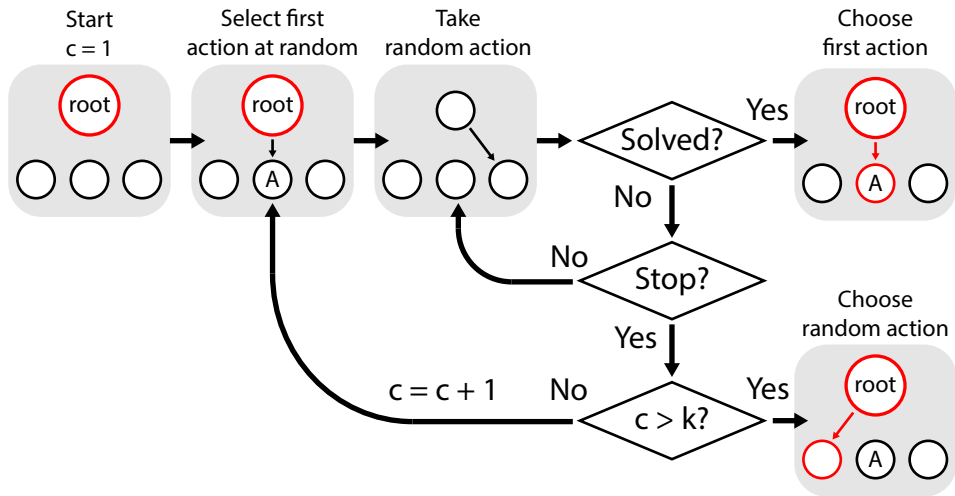 Start
c = 1
Select first
action at random
Take
random action
Choose
first action
root
root
A
Solved?
Yes
root
A
No
Stop?
No
Yes
Choose
random action
c = c + 1
No
c > k?
Yes
root
A